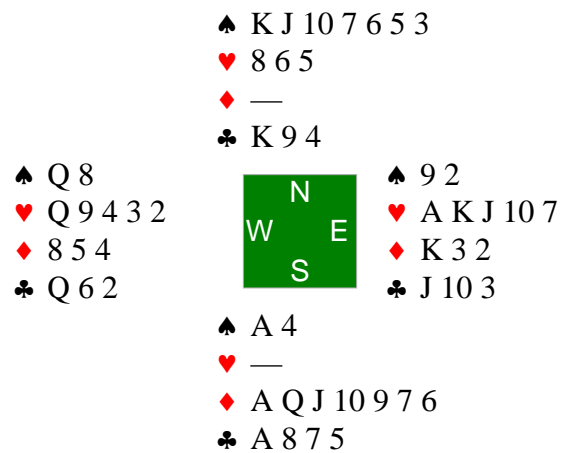 ♠ K J 10 7 6 5 3
♥ 8 6 5
♦ —
♣ K 9 4
♠ Q 8
♥ Q 9 4 3 2
♦ 8 5 4
♣ Q 6 2
N
W E
S
♠ 9 2
♥ A K J 10 7
♦ K 3 2
♣ J 10 3
♠ A 4
♥ —
♦ A Q J 10 9 7 6
♣ A 8 7 5